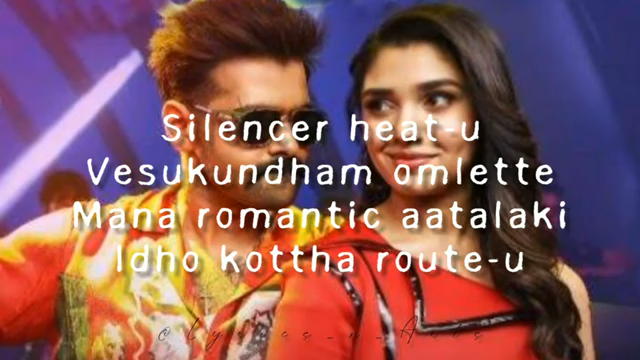 Silencer heat-u
Vesukundham omlette
Mana romantic aatalaki
Idho kottha route-u